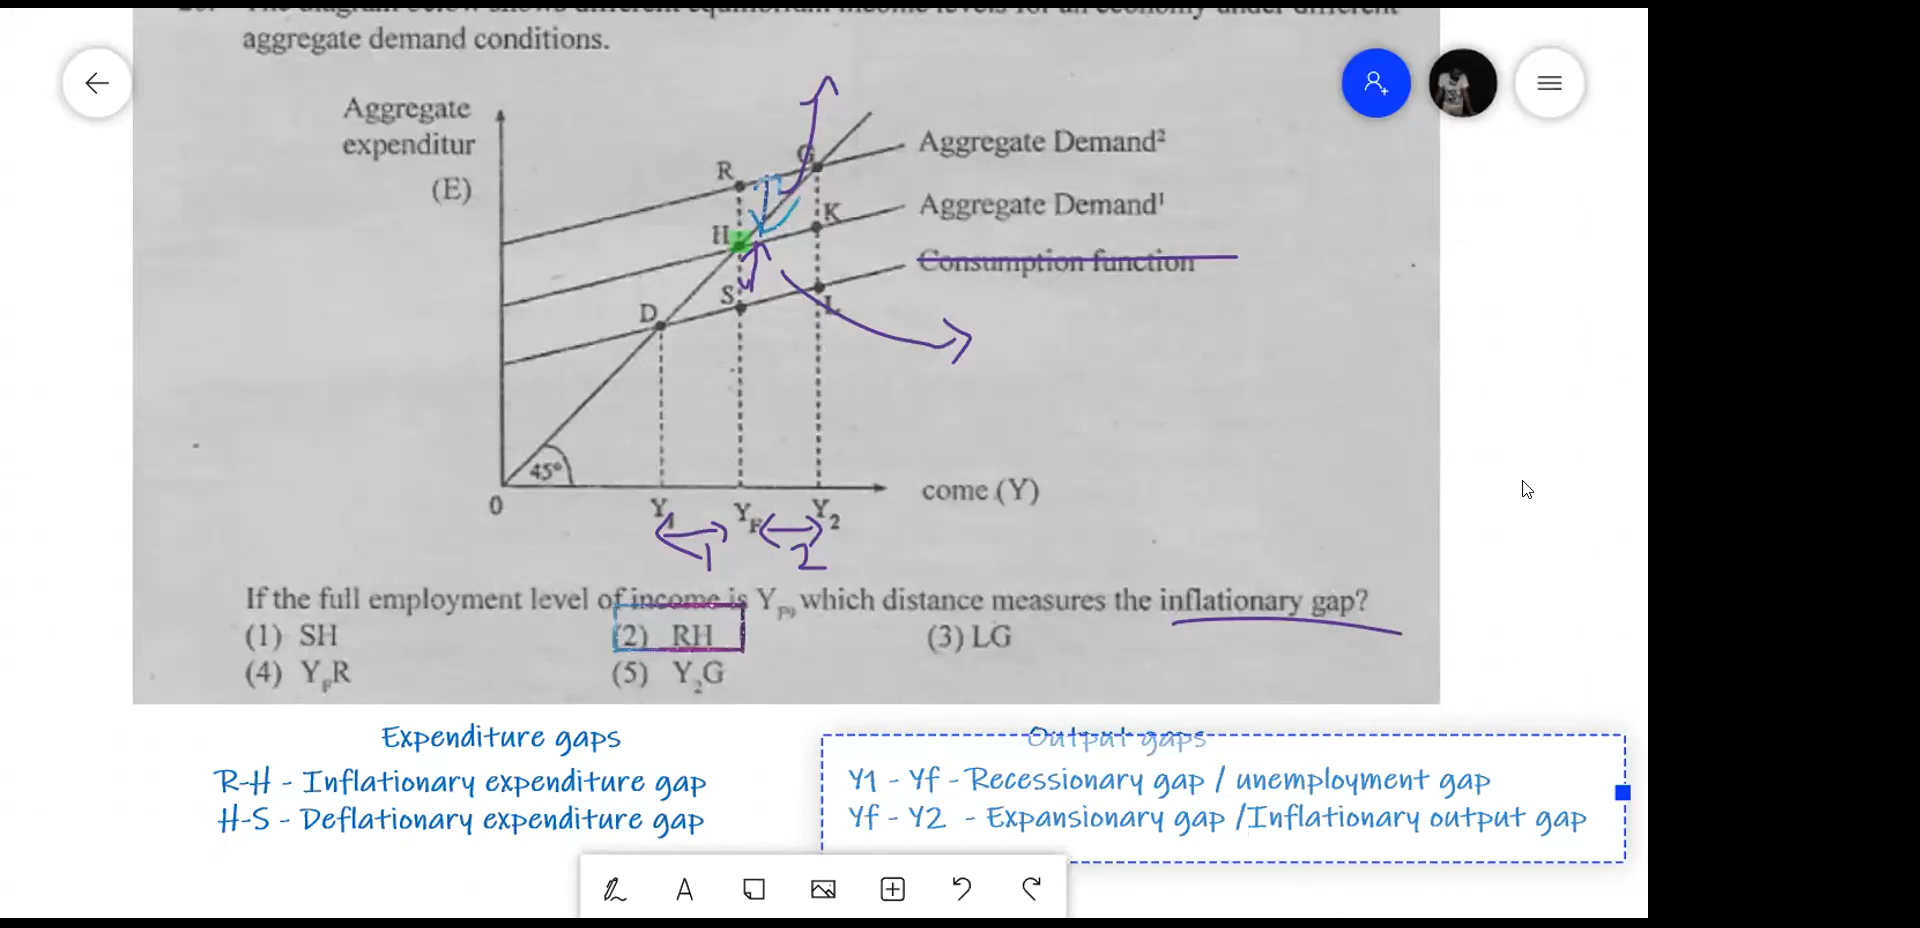 aggregate demand conditions.
Aggregate
expenditur
(E)
Aggregate Demand²
Aggregate Demand¹
Consumption function
R
G
H
K
S
L
D
45°
0
Y1
YF
Y2
come (Y)
1
2
If the full employment level of income is YF, which distance measures the inflationary gap?
(1) SH
(2) RH
(3) LG
(4) YFR
(5) Y2G
Expenditure gaps
R-H - Inflationary expenditure gap
H-S - Deflationary expenditure gap
Output gaps
Y1 - Yf - Recessionary gap / unemployment gap
Yf - Y2 - Expansionary gap /Inflationary output gap
A